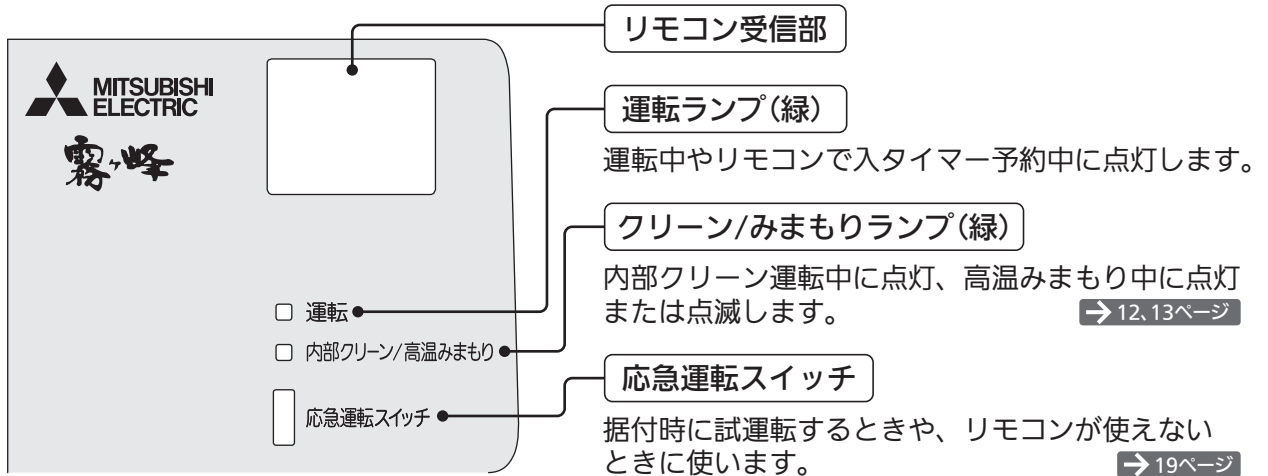 MITSUBISHI
ELECTRIC
霧ヶ峰
運転
内部クリーン/高温みまもり
応急運転スイッチ
リモコン受信部
運転ランプ(緑)
運転中やリモコンで入タイマー予約中に点灯します。
クリーン/みまもりランプ(緑)
内部クリーン運転中に点灯、高温みまもり中に点灯
または点滅します。 → 12、13ページ
応急運転スイッチ
据付時に試運転するときや、リモコンが使えない
ときに使います。 → 19ページ